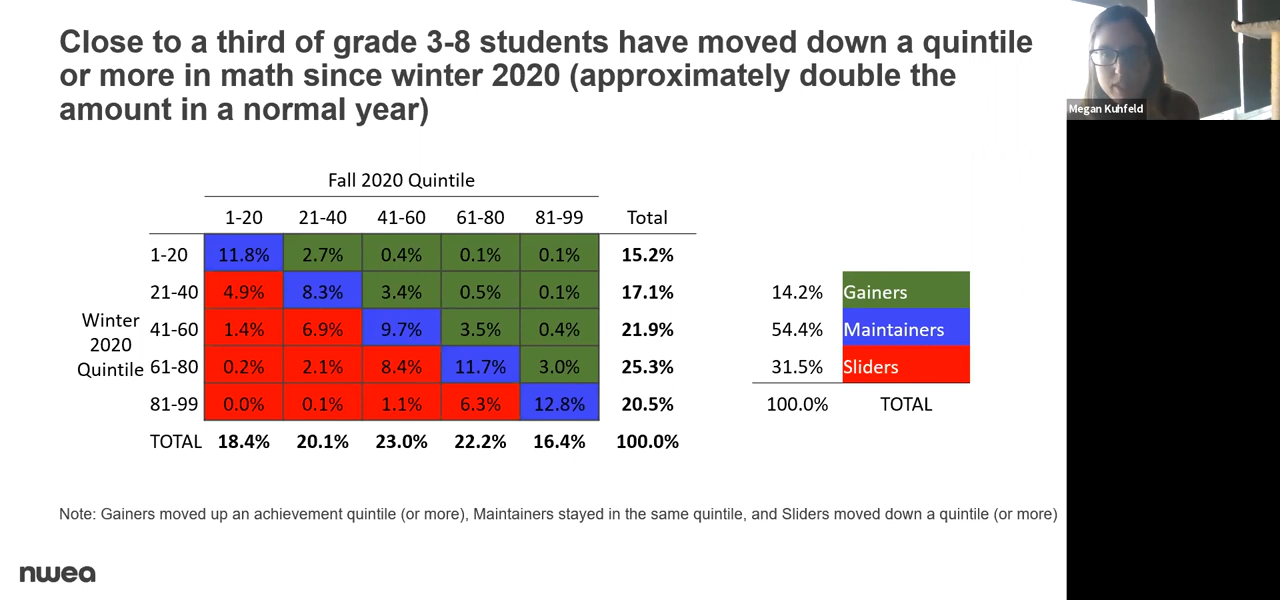 Close to a third of grade 3-8 students have moved down a quintile
or more in math since winter 2020 (approximately double the
amount in a normal year)
Megan Kuhfeld
Fall 2020 Quintile
1-20 21-40 41-60 61-80 81-99 Total
1-20 11.8% 2.7% 0.4% 0.1% 0.1% 15.2%
21-40 4.9% 8.3% 3.4% 0.5% 0.1% 17.1%
Winter
2020
Quintile
41-60 1.4% 6.9% 9.7% 3.5% 0.4% 21.9%
61-80 0.2% 2.1% 8.4% 11.7% 3.0% 25.3%
81-99 0.0% 0.1% 1.1% 6.3% 12.8% 20.5%
TOTAL 18.4% 20.1% 23.0% 22.2% 16.4% 100.0%
14.2% Gainers
54.4% Maintainers
31.5% Sliders
100.0% TOTAL
Note: Gainers moved up an achievement quintile (or more), Maintainers stayed in the same quintile, and Sliders moved down a quintile (or more)
nwea